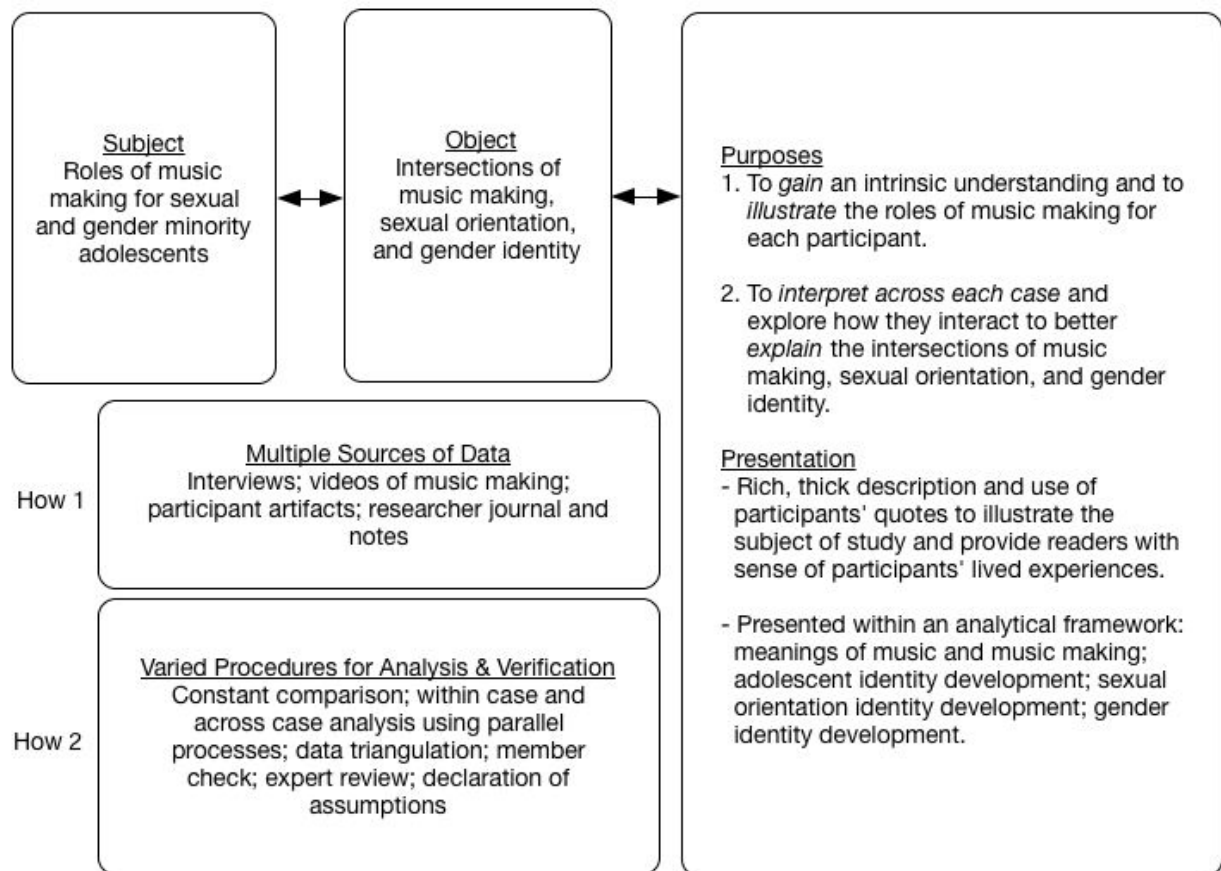 Subject
Roles of music
making for sexual
and gender minority
adolescents
Object
Intersections of
music making,
sexual orientation,
and gender identity
Purposes
1. To gain an intrinsic understanding and to
illustrate the roles of music making for
each participant.
2. To interpret across each case and
explore how they interact to better
explain the intersections of music
making, sexual orientation, and gender
identity.
Presentation
- Rich, thick description and use of
participants' quotes to illustrate the
subject of study and provide readers with
sense of participants' lived experiences.
- Presented within an analytical framework:
meanings of music and music making;
adolescent identity development; sexual
orientation identity development; gender
identity development.
How 1
Multiple Sources of Data
Interviews; videos of music making;
participant artifacts; researcher journal and
notes
How 2
Varied Procedures for Analysis & Verification
Constant comparison; within case and
across case analysis using parallel
processes; data triangulation; member
check; expert review; declaration of
assumptions